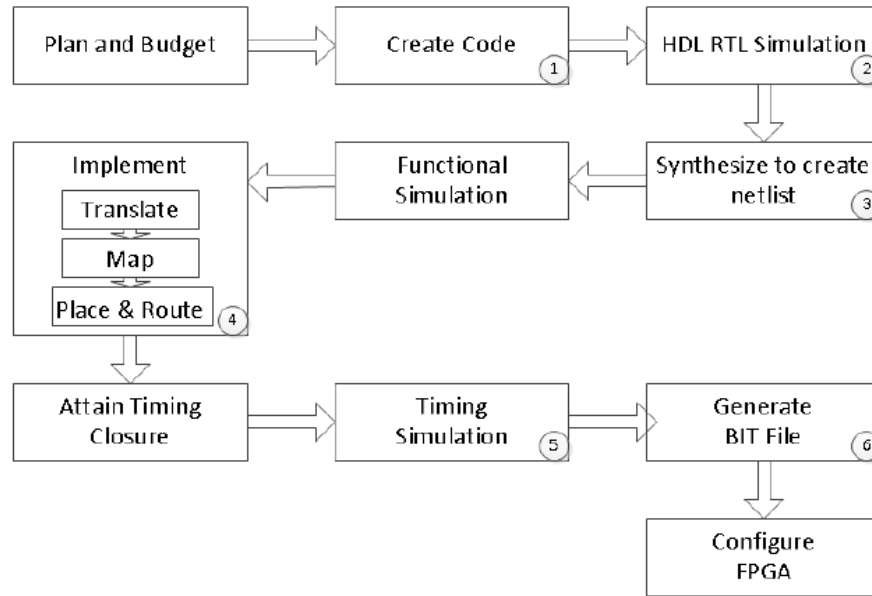 Plan and Budget
Create Code
1
HDL RTL Simulation
2
Synthesize to create
netlist
3
Functional
Simulation
Implement
Translate
Map
Place & Route
4
Attain Timing
Closure
Timing
Simulation
5
Generate
BIT File
6
Configure
FPGA